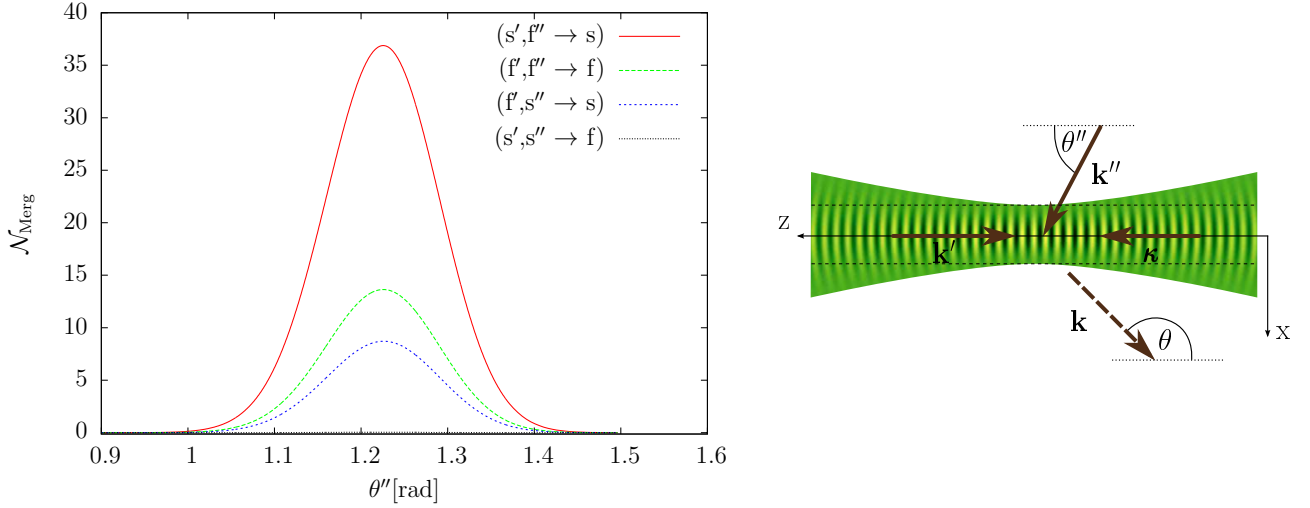 40
35
30
25
20
15
10
5
0
0.9 1 1.1 1.2 1.3 1.4 1.5 1.6
𝒩Merg
θ″[rad]
(s′,f″ → s)
(f′,f″ → f)
(f′,s″ → s)
(s′,s″ → f)
θ″
k″
z
k′
κ
k
θ
x